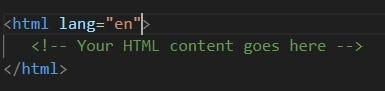 <html lang="en">
<!-- Your HTML content goes here -->
</html>